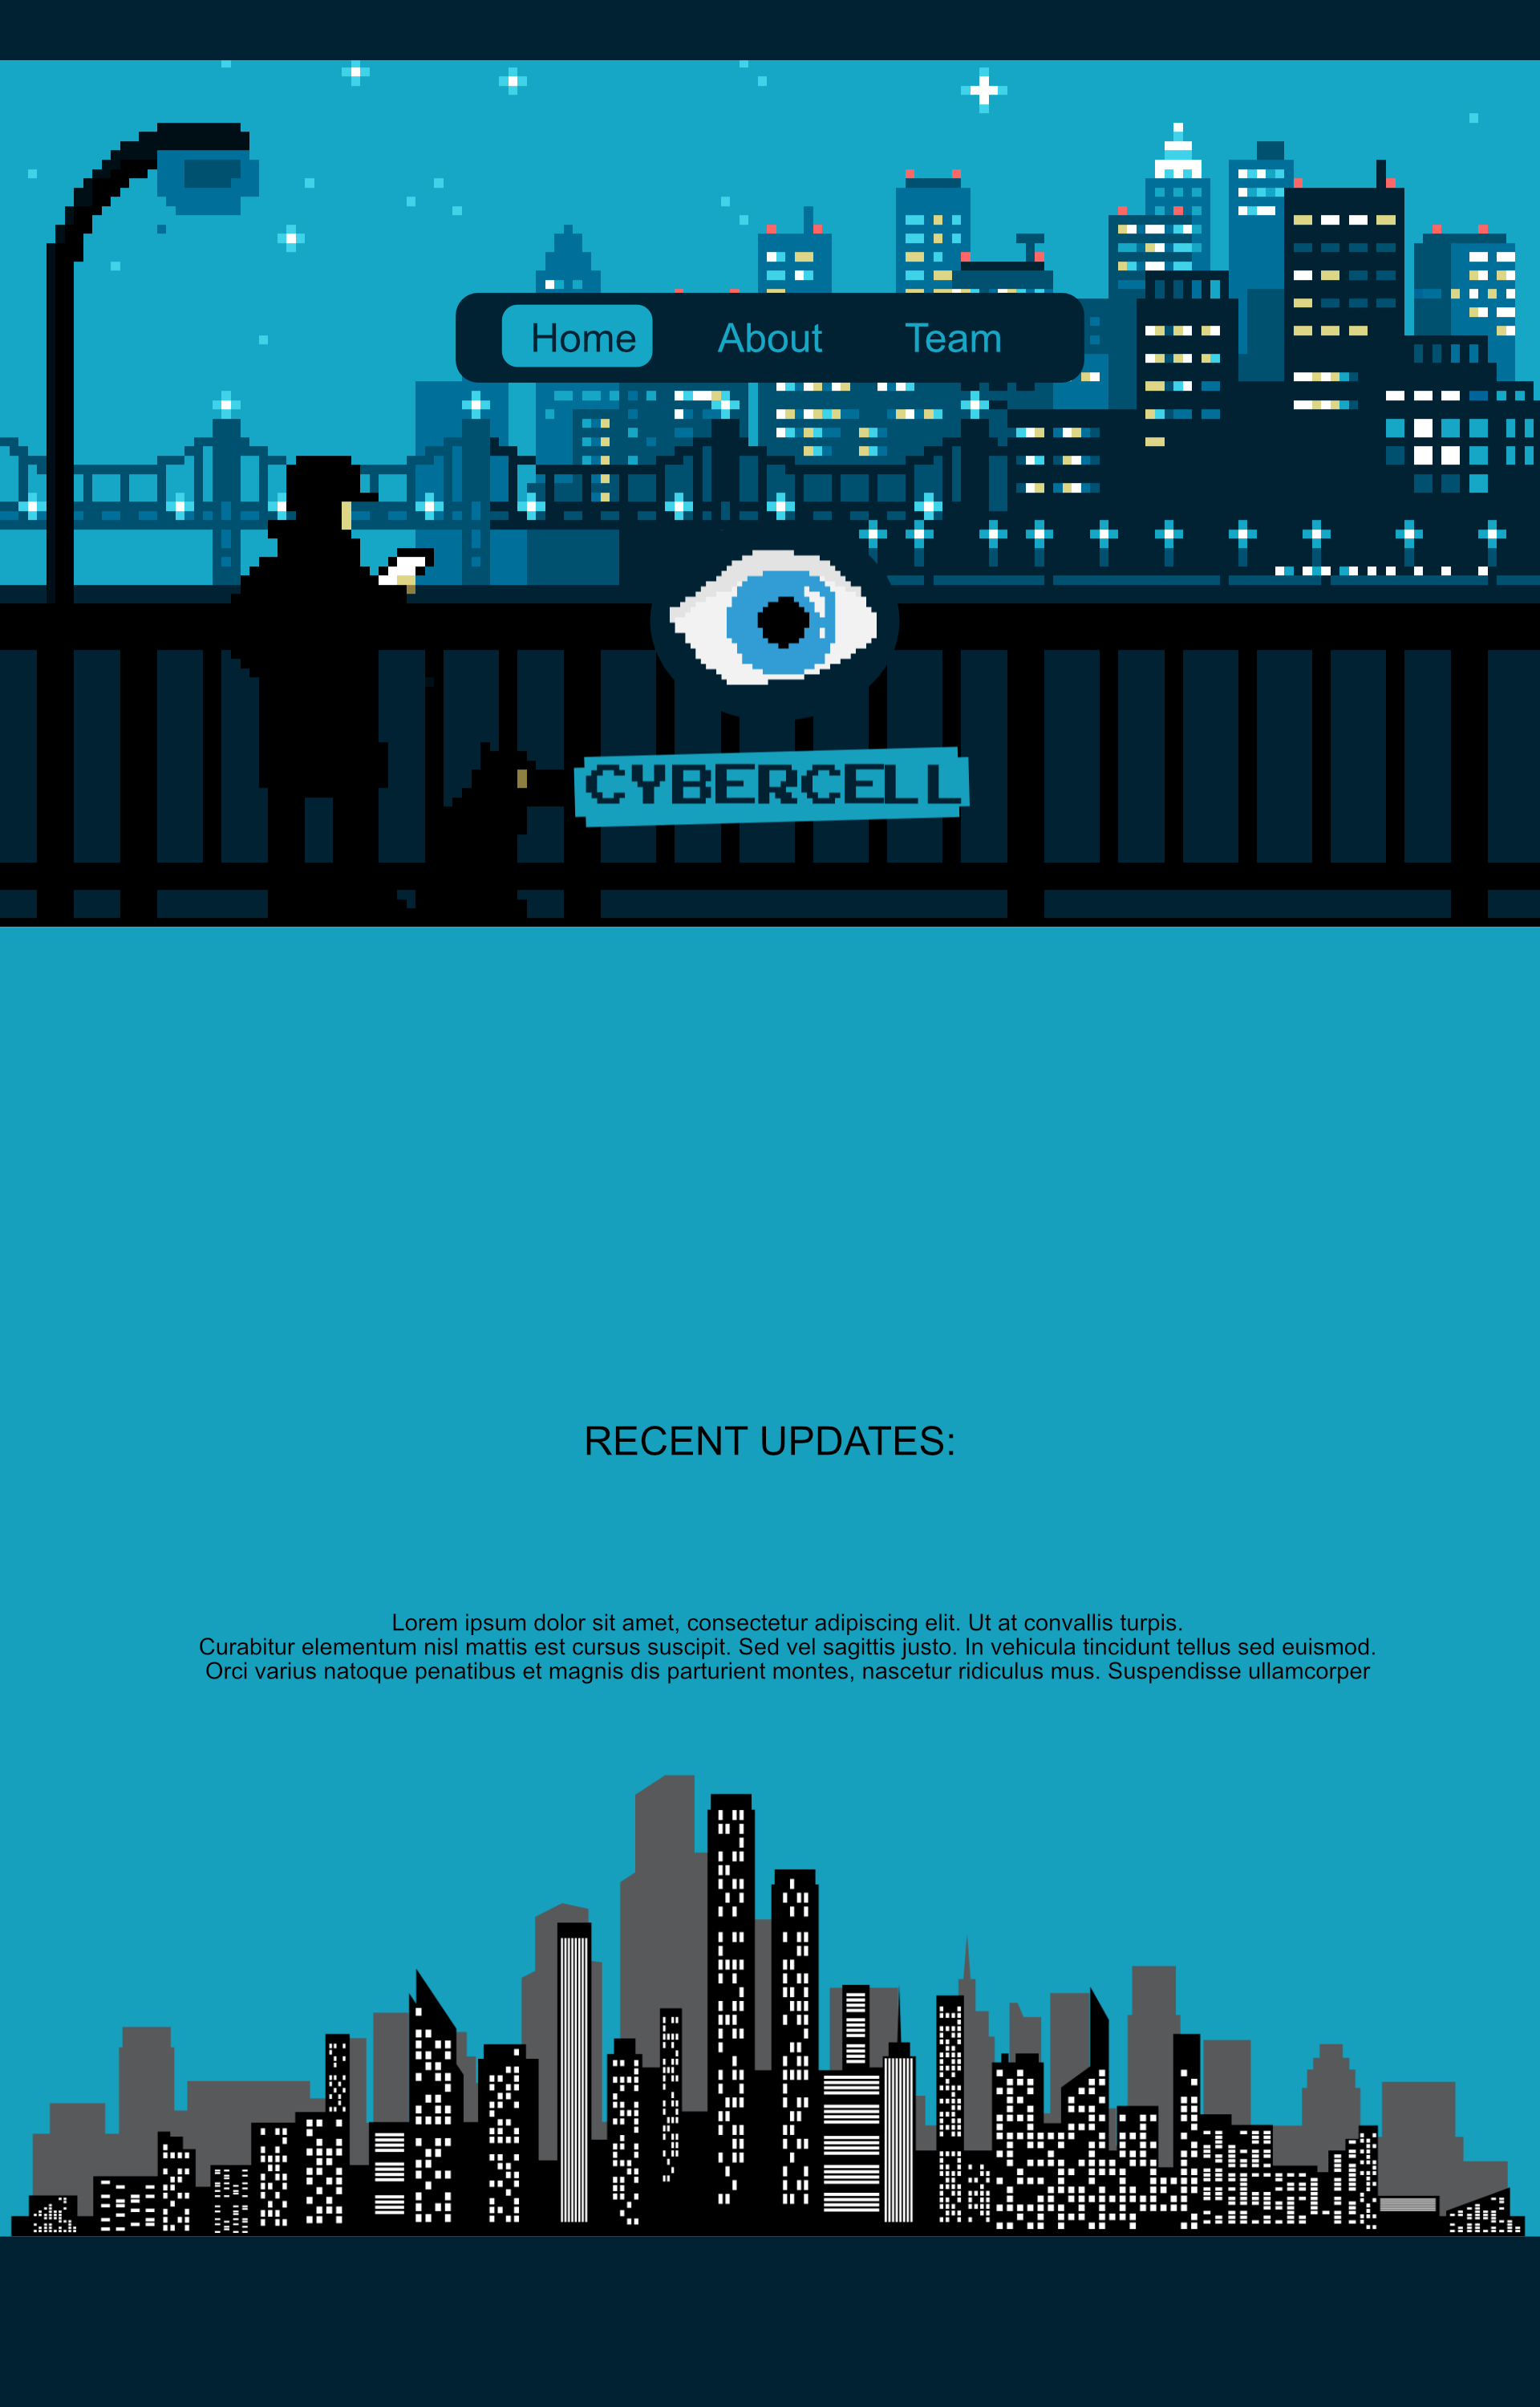 Home About Team
CYBERCELL
RECENT UPDATES:
Lorem ipsum dolor sit amet, consectetur adipiscing elit. Ut at convallis turpis.
Curabitur elementum nisl mattis est cursus suscipit. Sed vel sagittis justo. In vehicula tincidunt tellus sed euismod.
Orci varius natoque penatibus et magnis dis parturient montes, nascetur ridiculus mus. Suspendisse ullamcorper